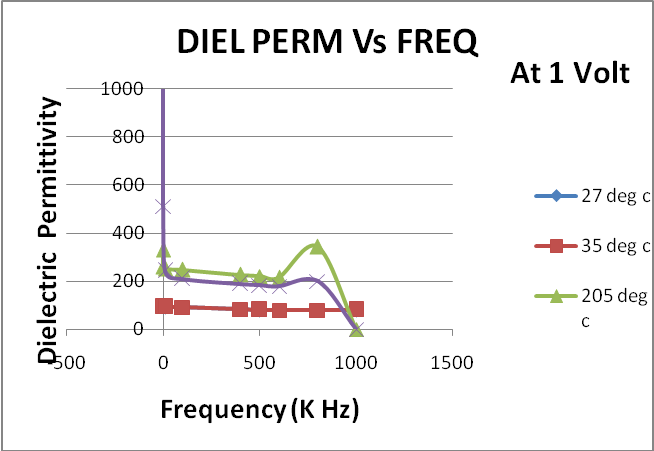 DIEL PERM Vs FREQ
At 1 Volt
Dielectric Permittivity
1000
800
600
400
200
0
-500 0 500 1000 1500
Frequency (K Hz)
27 deg c
35 deg c
205 deg
c